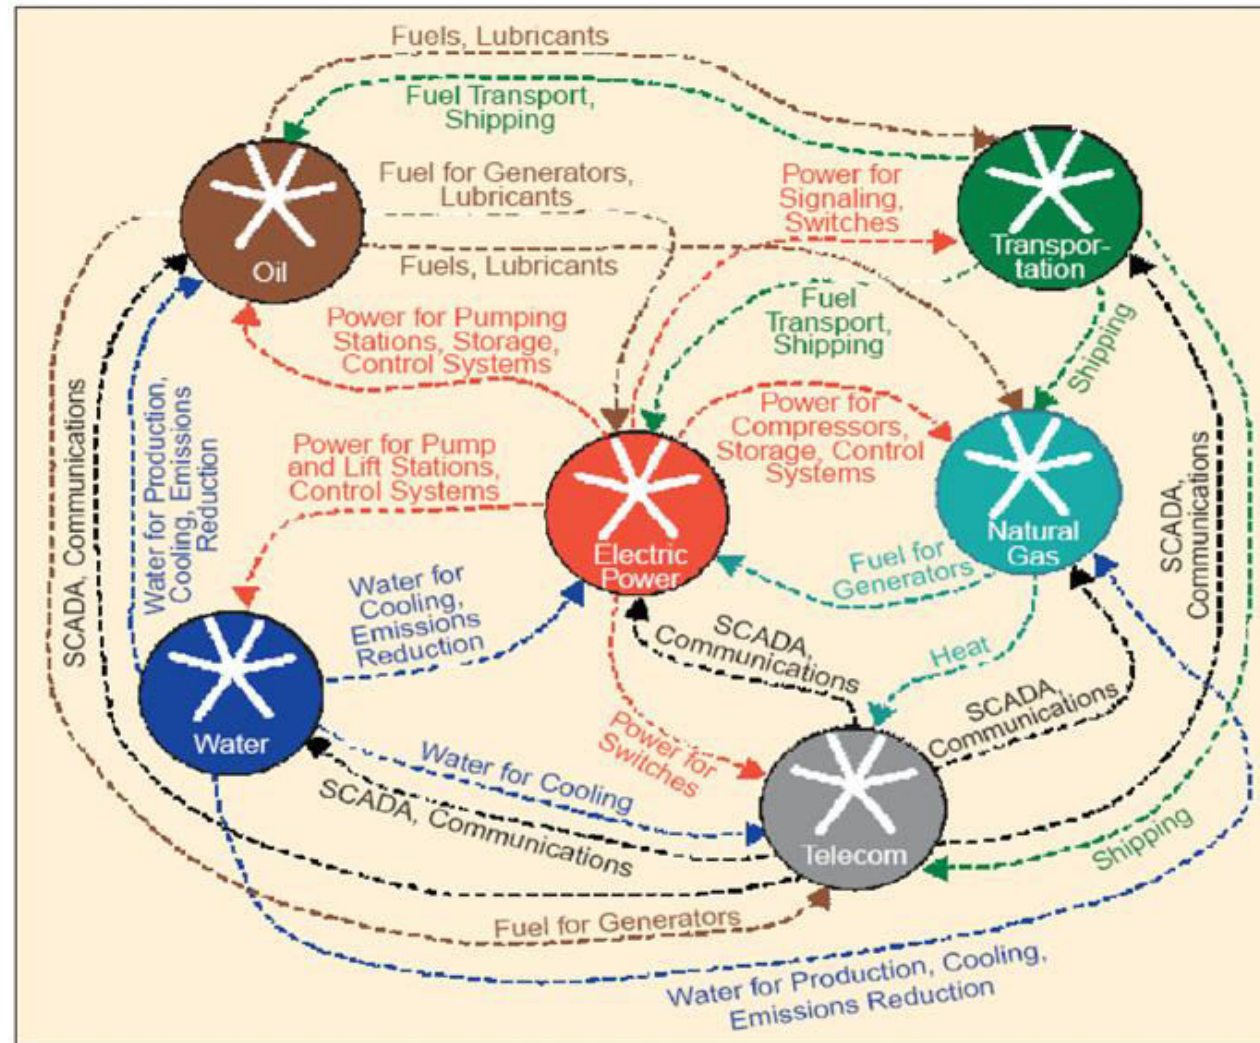 Fuels, Lubricants
Fuel Transport,
Shipping
Fuel for Generators,
Lubricants
Power for
Signaling,
Switches
Transpor-
tation
Oil
Fuels, Lubricants
Fuel
Transport,
Shipping
Shipping
Power for Pumping
Stations, Storage,
Control Systems
SCADA, Communications
Water for Production,
Cooling, Emissions
Reduction
Power for
Compressors,
Storage, Control
Systems
Power for Pump
and Lift Stations,
Control Systems
SCADA,
Communications
Electric
Power
Natural
Gas
Fuel for
Generators
Water for
Cooling,
Emissions
Reduction
SCADA,
Communications
Heat
SCADA,
Communications
Water
Power for
Switches
Water for Cooling
SCADA, Communications
Telecom
Shipping
Fuel for Generators
Water for Production, Cooling,
Emissions Reduction